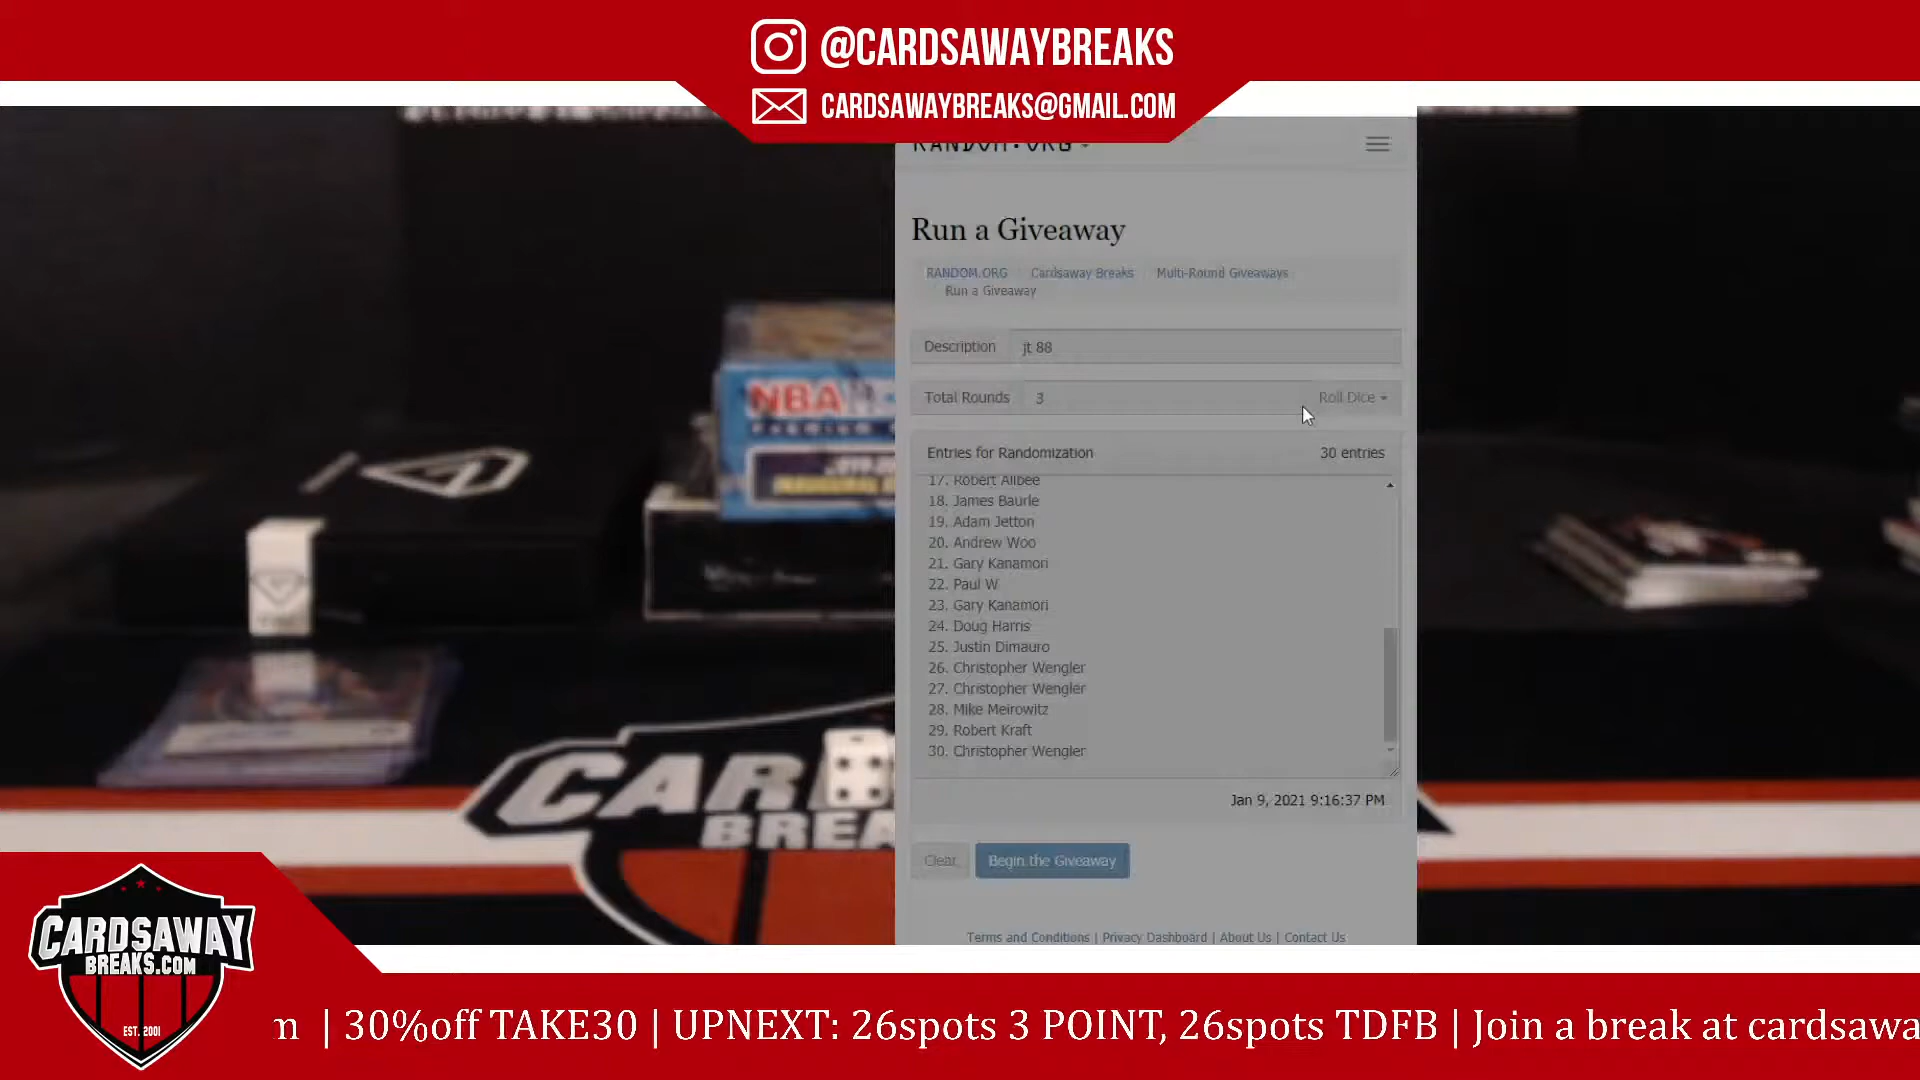 @CARDSAWAYBREAKS
CARDSAWAYBREAKS@GMAIL.COM
RANDOM.ORG
Run a Giveaway
RANDOM.ORG Cardsaway Breaks Multi-Round Giveaways
Run a Giveaway
Description jt 88
Total Rounds 3 Roll Dice
Entries for Randomization 30 entries
17. Robert Allbee
18. James Baurle
19. Adam Jetton
20. Andrew Woo
21. Gary Kanamori
22. Paul W
23. Gary Kanamori
24. Doug Harris
25. Justin Dimauro
26. Christopher Wengler
27. Christopher Wengler
28. Mike Meirowitz
29. Robert Kraft
30. Christopher Wengler
Jan 9, 2021 9:16:37 PM
Clear Begin the Giveaway
Terms and Conditions | Privacy Dashboard | About Us | Contact Us
NBA
CAR
BREA
CARDSAWAY
BREAKS.COM
EST. 2001
m | 30%off TAKE30 | UPNEXT: 26spots 3 POINT, 26spots TDFB | Join a break at cardsawa